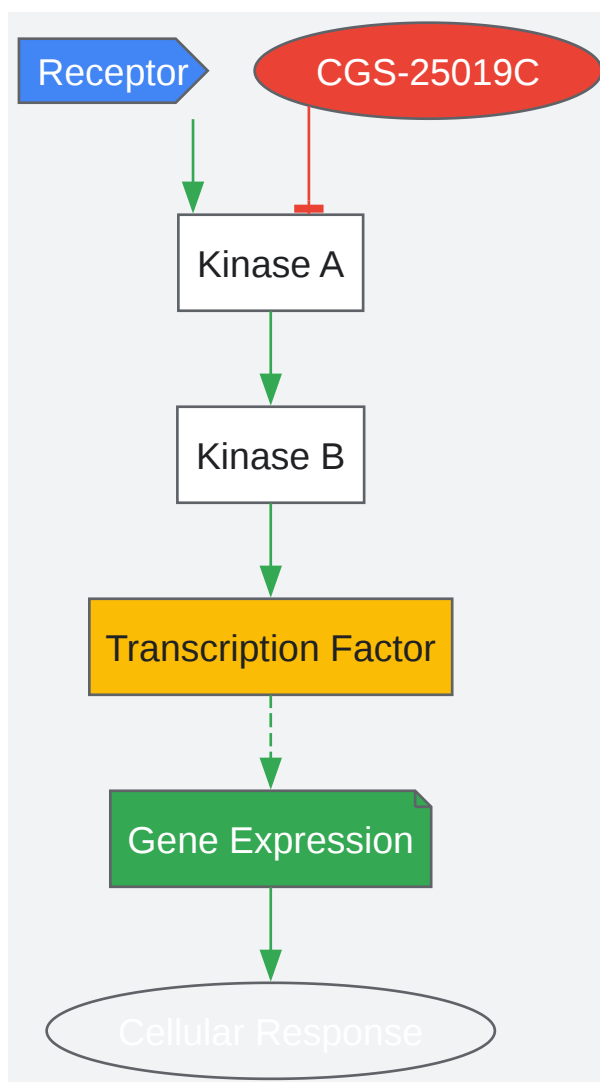 Receptor
CGS-25019C
Kinase A
Kinase B
Transcription Factor
Gene Expression
Cellular Response